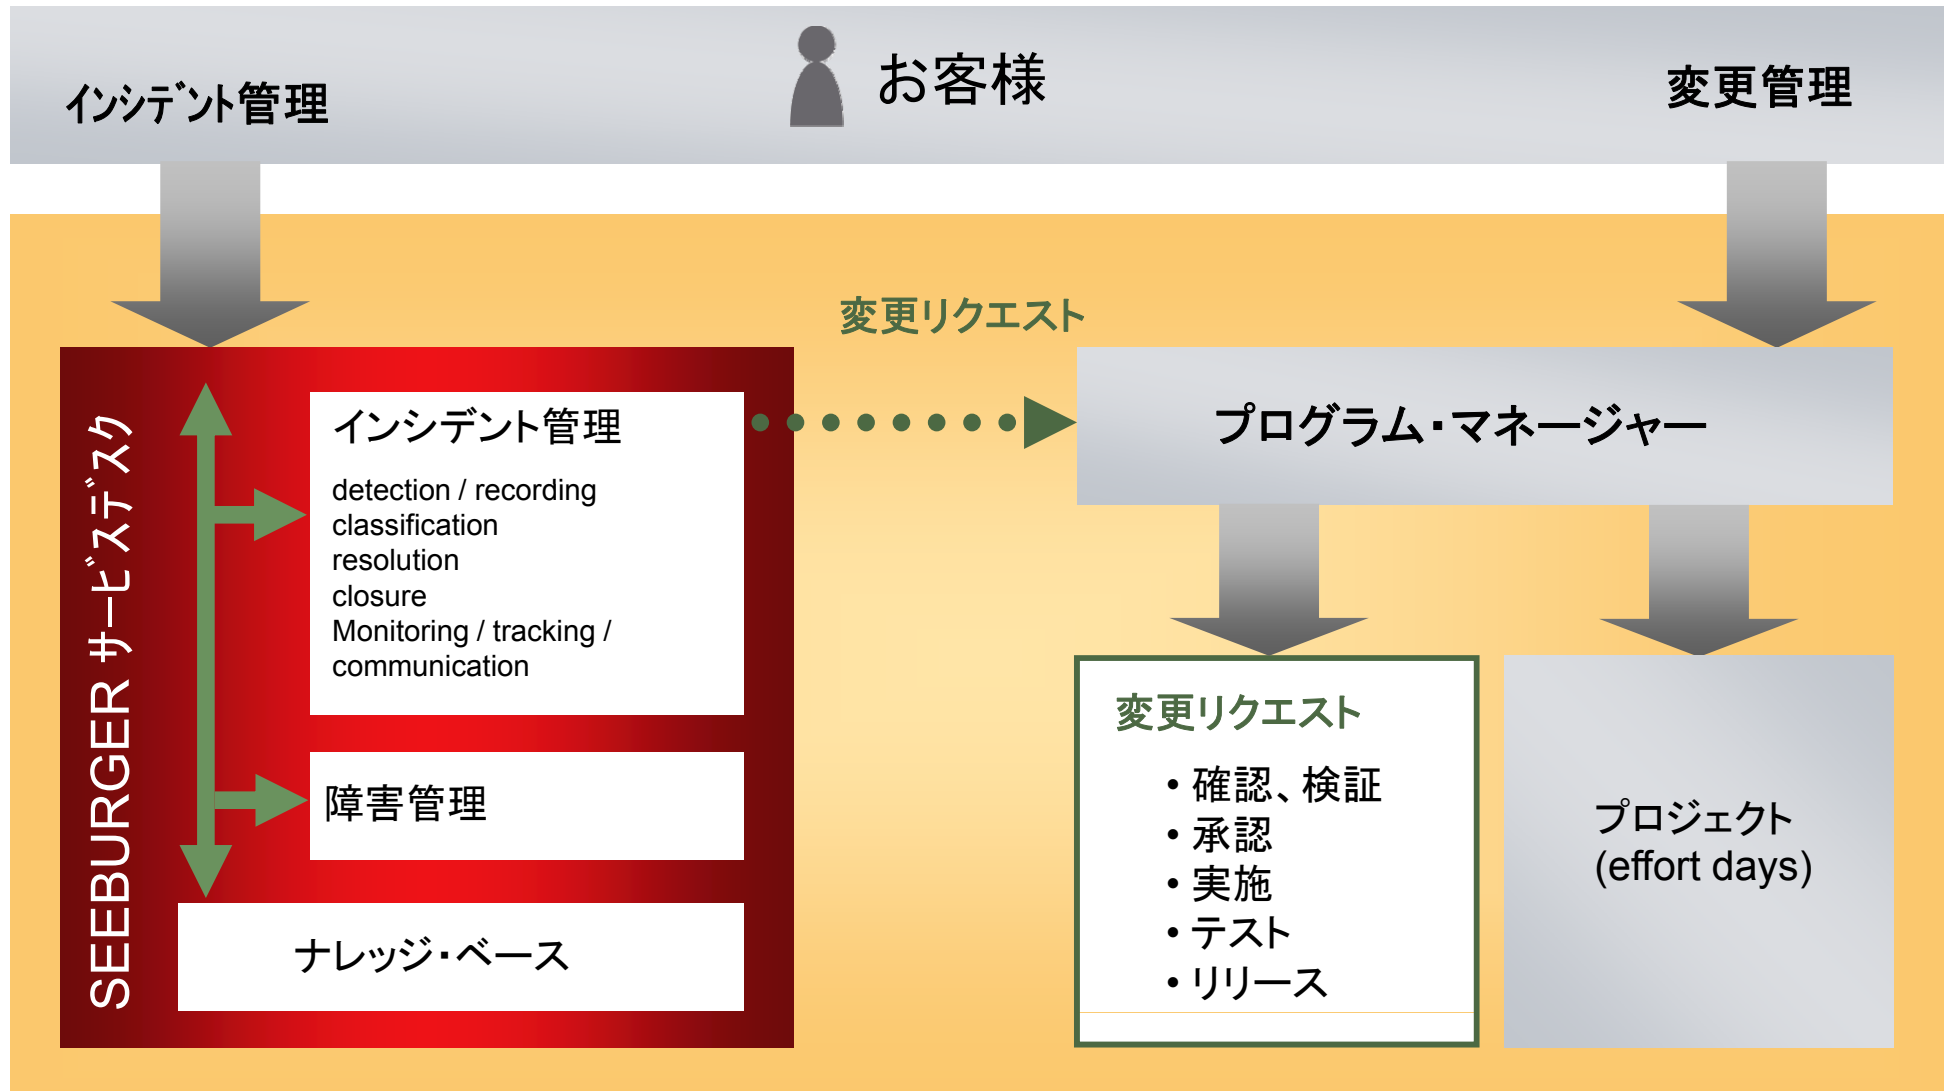 インシデント管理
お客様
変更管理
変更リクエスト
SEEBURGER サービスデスク
インシデント管理
detection / recording
classification
resolution
closure
Monitoring / tracking /
communication
障害管理
ナレッジ・ベース
プログラム・マネージャー
変更リクエスト
• 確認、検証
• 承認
• 実施
• テスト
• リリース
プロジェクト
(effort days)